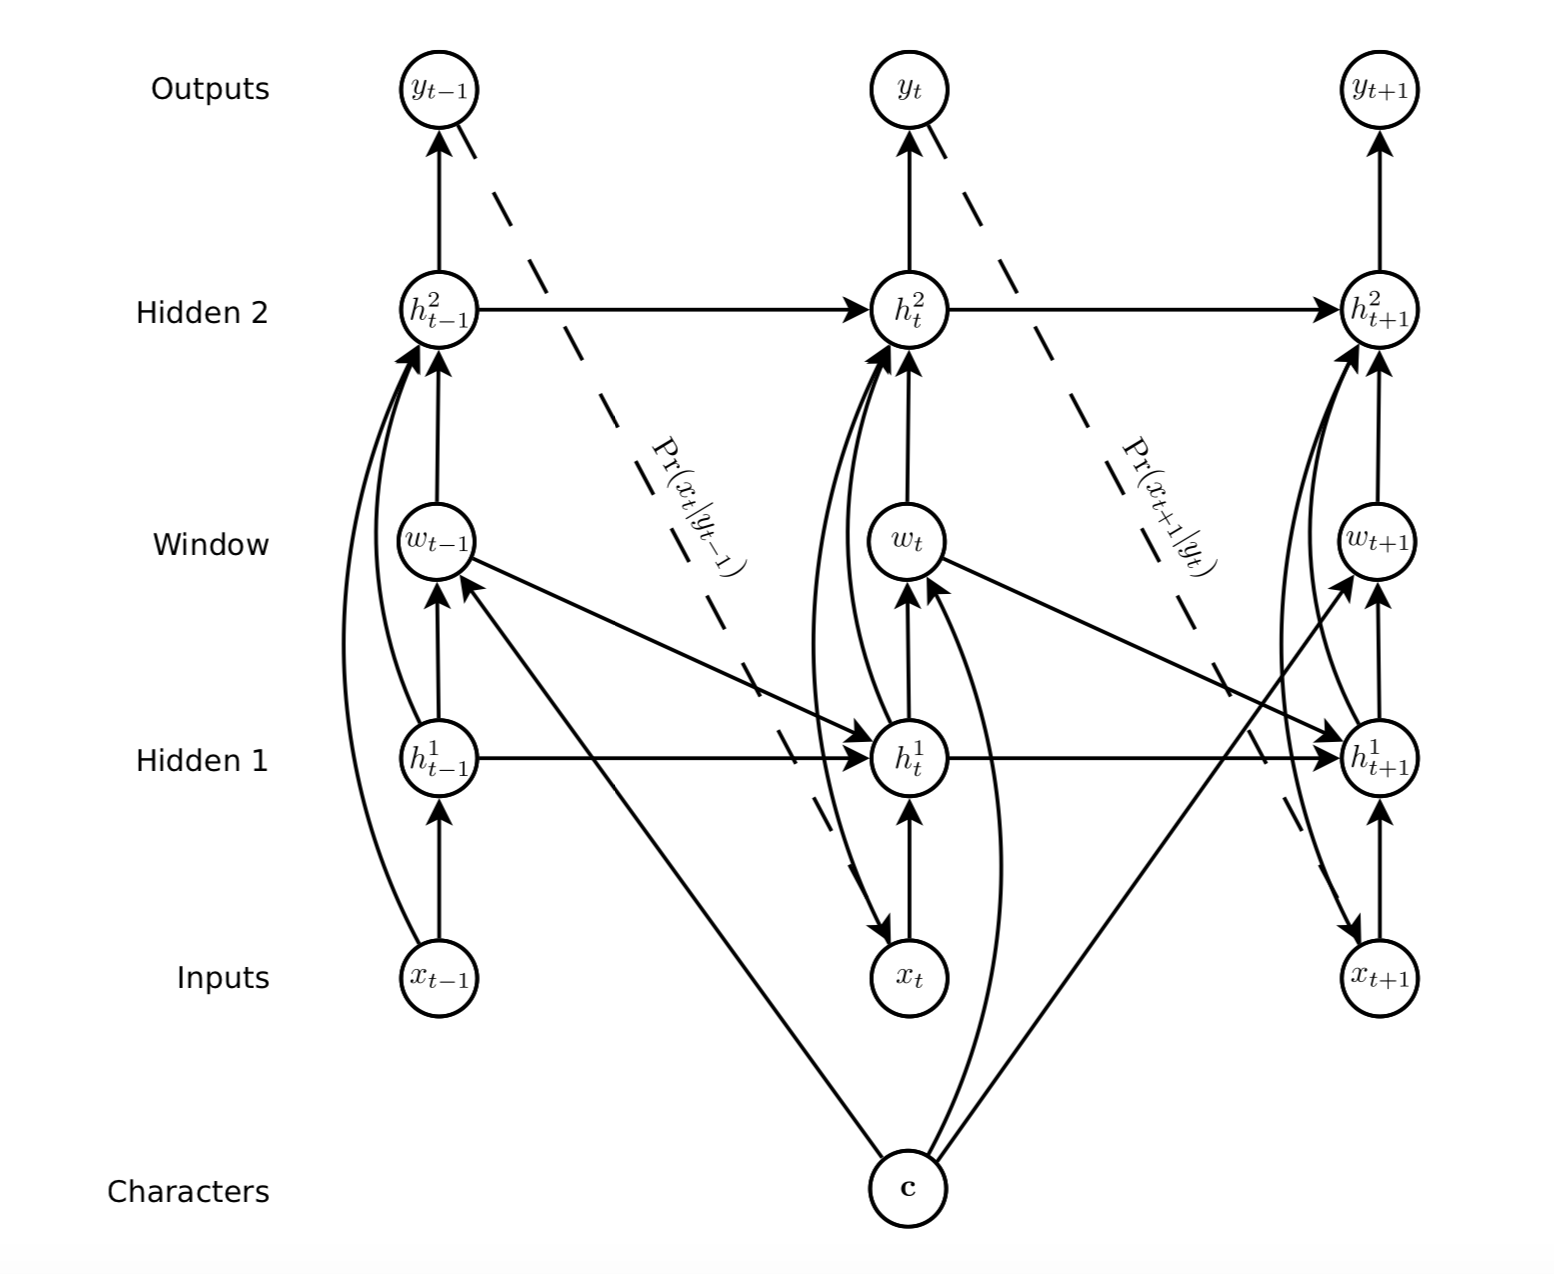 Outputs y_{t−1} y_t y_{t+1}
Hidden 2 h^2_{t−1} h^2_t h^2_{t+1}
Pr(x_t|y_{t−1}) Pr(x_{t+1}|y_t)
Window w_{t−1} w_t w_{t+1}
Hidden 1 h^1_{t−1} h^1_t h^1_{t+1}
Inputs x_{t−1} x_t x_{t+1}
Characters c